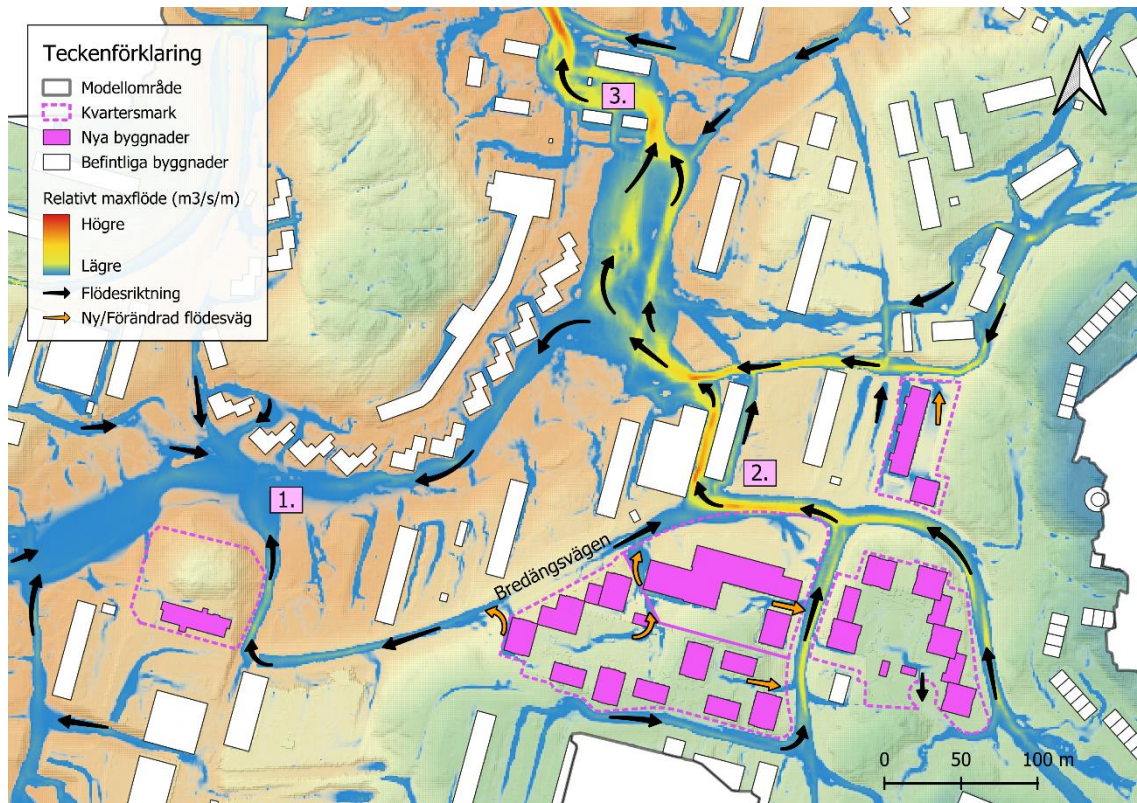 Teckenförklaring
Modellområde
Kvartersmark
Nya byggnader
Befintliga byggnader
Relativt maxflöde (m3/s/m)
Högre
Lägre
Flödesriktning
Ny/Förändrad flödesväg
3.
2.
1.
Bredängsvägen
0 50 100 m